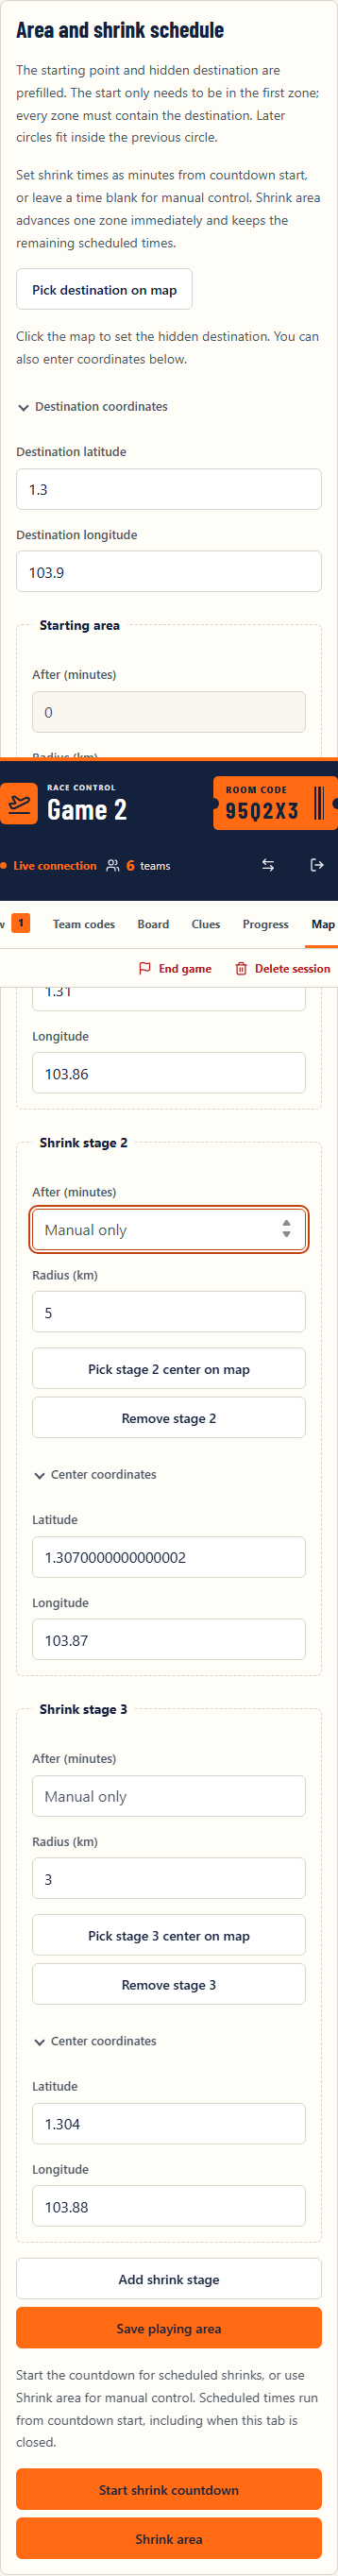 Area and shrink schedule
The starting point and hidden destination are
prefilled. The start only needs to be in the first zone;
every zone must contain the destination. Later
circles fit inside the previous circle.
Set shrink times as minutes from countdown start,
or leave a time blank for manual control. Shrink area
advances one zone immediately and keeps the
remaining scheduled times.
Pick destination on map
Click the map to set the hidden destination. You can
also enter coordinates below.
Destination coordinates
Destination latitude
1.3
Destination longitude
103.9
Starting area
After (minutes)
0
Radius (km)
RACE CONTROL
Game 2
ROOM CODE
95Q2X3
Live connection
6 teams
w 1
Team codes
Board
Clues
Progress
Map
End game
Delete session
1.31
Longitude
103.86
Shrink stage 2
After (minutes)
Manual only
Radius (km)
5
Pick stage 2 center on map
Remove stage 2
Center coordinates
Latitude
1.3070000000000002
Longitude
103.87
Shrink stage 3
After (minutes)
Manual only
Radius (km)
3
Pick stage 3 center on map
Remove stage 3
Center coordinates
Latitude
1.304
Longitude
103.88
Add shrink stage
Save playing area
Start the countdown for scheduled shrinks, or use
Shrink area for manual control. Scheduled times run
from countdown start, including when this tab is
closed.
Start shrink countdown
Shrink area